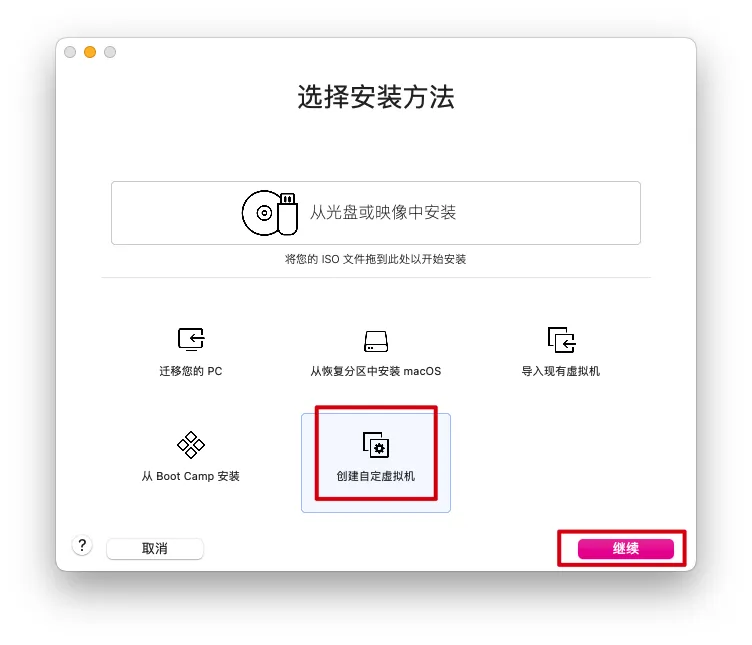 选择安装方法
从光盘或映像中安装
将您的 ISO 文件拖到此处以开始安装
迁移您的 PC
从恢复分区中安装 macOS
导入现有虚拟机
从 Boot Camp 安装
创建自定虚拟机
?
取消
继续